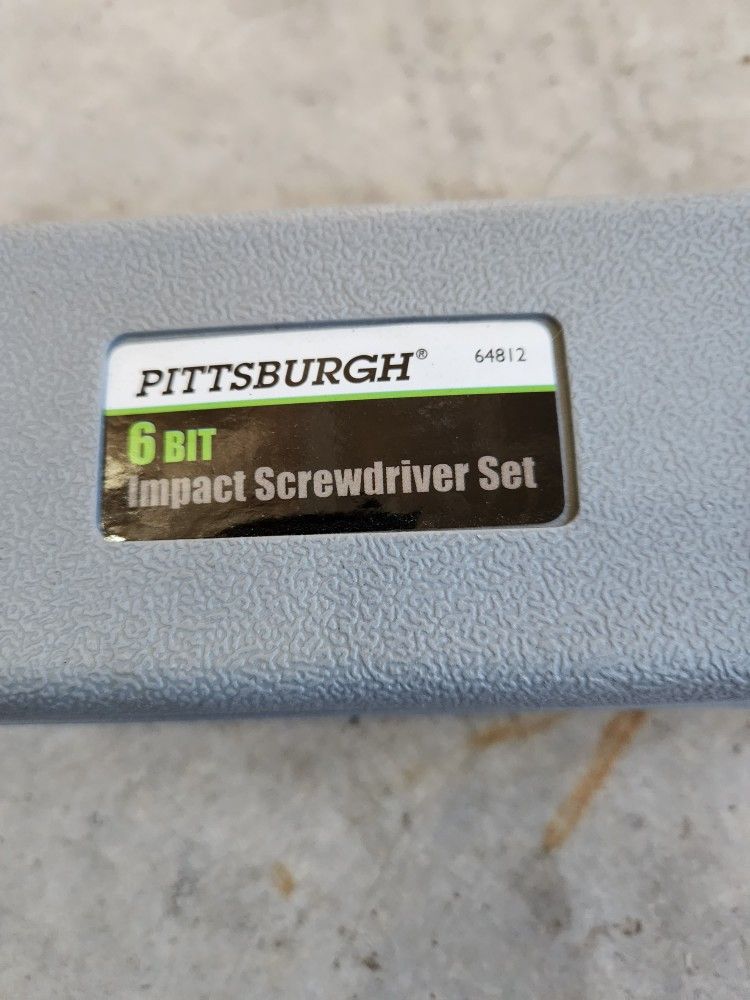 PITTSBURGH® 64812
6 BIT
Impact Screwdriver Set